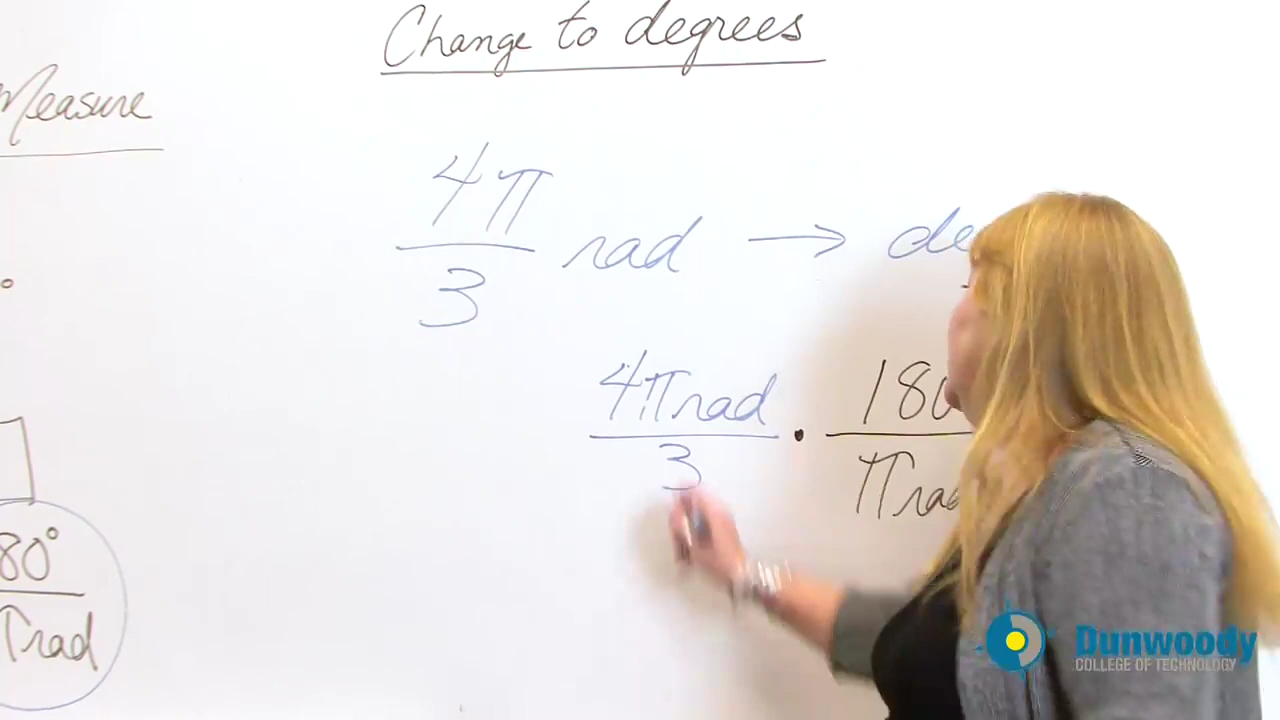 Change to degrees
Measure
4π
3
rad → de
4π rad
3
·
180
π rad
80°
π rad
Dunwoody
COLLEGE OF TECHNOLOGY